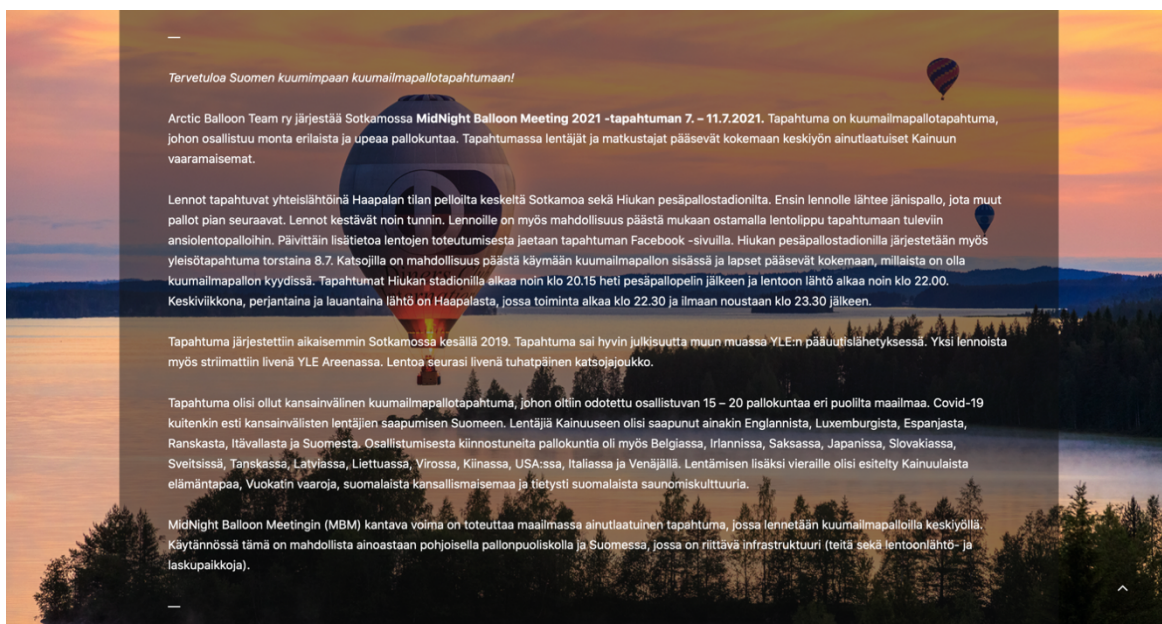 Tervetuloa Suomen kuumimpaan kuumailmapallotapahtumaan!
Arctic Balloon Team ry järjestää Sotkamossa MidNight Balloon Meeting 2021 -tapahtuman 7. – 11.7.2021. Tapahtuma on kuumailmapallotapahtuma,
johon osallistuu monta erilaista ja upeaa pallokuntaa. Tapahtumassa lentäjät ja matkustajat pääsevät kokemaan keskiyön ainutlaatuiset Kainuun
vaaramaisemat.
Lennot tapahtuvat yhteislähtöinä Haapalan tilan pelloilta keskeltä Sotkamoa sekä Hiukan pesäpallostadionilta. Ensin lennolle lähtee jänispallo, jota muut
pallot pian seuraavat. Lennot kestävät noin tunnin. Lennoille on myös mahdollisuus päästä mukaan ostamalla lentolippu tapahtumaan tuleviin
ansiolentopalloihin. Päivittäin lisätietoa lentojen toteutumisesta jaetaan tapahtuman Facebook -sivuilla. Hiukan pesäpallostadionilla järjestetään myös
yleisötapahtuma torstaina 8.7. Katsojilla on mahdollisuus päästä käymään kuumailmapallon sisässä ja lapset pääsevät kokemaan, millaista on olla
kuumailmapallon kyydissä. Tapahtumat Hiukan stadionilla alkaa noin klo 20.15 heti pesäpallopelin jälkeen ja lentoon lähtö alkaa noin klo 22.00.
Keskiviikkona, perjantaina ja lauantaina lähtö on Haapalasta, jossa toiminta alkaa klo 22.30 ja ilmaan noustaan klo 23.30 jälkeen.
Tapahtuma järjestettiin aikaisemmin Sotkamossa kesällä 2019. Tapahtuma sai hyvin julkisuutta muun muassa YLE:n pääuutislähetyksessä. Yksi lennoista
myös striimattiin livenä YLE Areenassa. Lentoa seurasi livenä tuhatpäinen katsojajoukko.
Tapahtuma olisi ollut kansainvälinen kuumailmapallotapahtuma, johon oltiin odotettu osallistuvan 15 – 20 pallokuntaa eri puolilta maailmaa. Covid-19
kuitenkin esti kansainvälisten lentäjien saapumisen Suomeen. Lentäjiä Kainuuseen olisi saapunut ainakin Englannista, Luxemburgista, Espanjasta,
Ranskasta, Itävallasta ja Suomesta. Osallistumisesta kiinnostuneita pallokuntia oli myös Belgiassa, Irlannissa, Saksassa, Japanissa, Slovakiassa,
Sveitsissä, Tanskassa, Latviassa, Liettuassa, Virossa, Kiinassa, USA:ssa, Italiassa ja Venäjällä. Lentämisen lisäksi vieraille olisi esitelty Kainuulaista
elämäntapaa, Vuokatin vaaroja, suomalaista kansallismaisemaa ja tietysti suomalaista saunomiskulttuuria.
MidNight Balloon Meetingin (MBM) kantava voima on toteuttaa maailmassa ainutlaatuinen tapahtuma, jossa lennetään kuumailmapalloilla keskiyöllä.
Käytännössä tämä on mahdollista ainoastaan pohjoisella pallonpuoliskolla ja Suomessa, jossa on riittävä infrastruktuuri (teitä sekä lentoonlähtö- ja
laskupaikkoja).